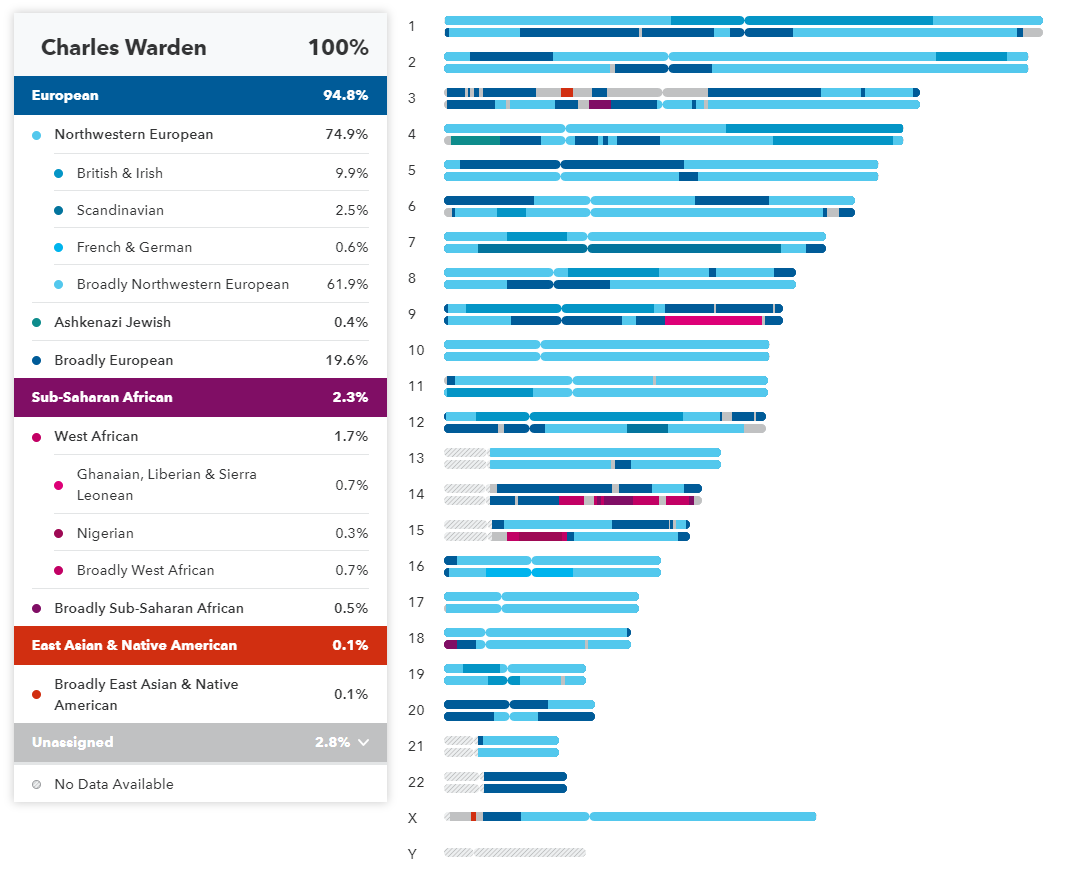 Charles Warden 100%
European 94.8%
Northwestern European 74.9%
British & Irish 9.9%
Scandinavian 2.5%
French & German 0.6%
Broadly Northwestern European 61.9%
Ashkenazi Jewish 0.4%
Broadly European 19.6%
Sub-Saharan African 2.3%
West African 1.7%
Ghanaian, Liberian & Sierra
Leonean 0.7%
Nigerian 0.3%
Broadly West African 0.7%
Broadly Sub-Saharan African 0.5%
East Asian & Native American 0.1%
Broadly East Asian & Native
American 0.1%
Unassigned 2.8%
No Data Available
1
2
3
4
5
6
7
8
9
10
11
12
13
14
15
16
17
18
19
20
21
22
X
Y